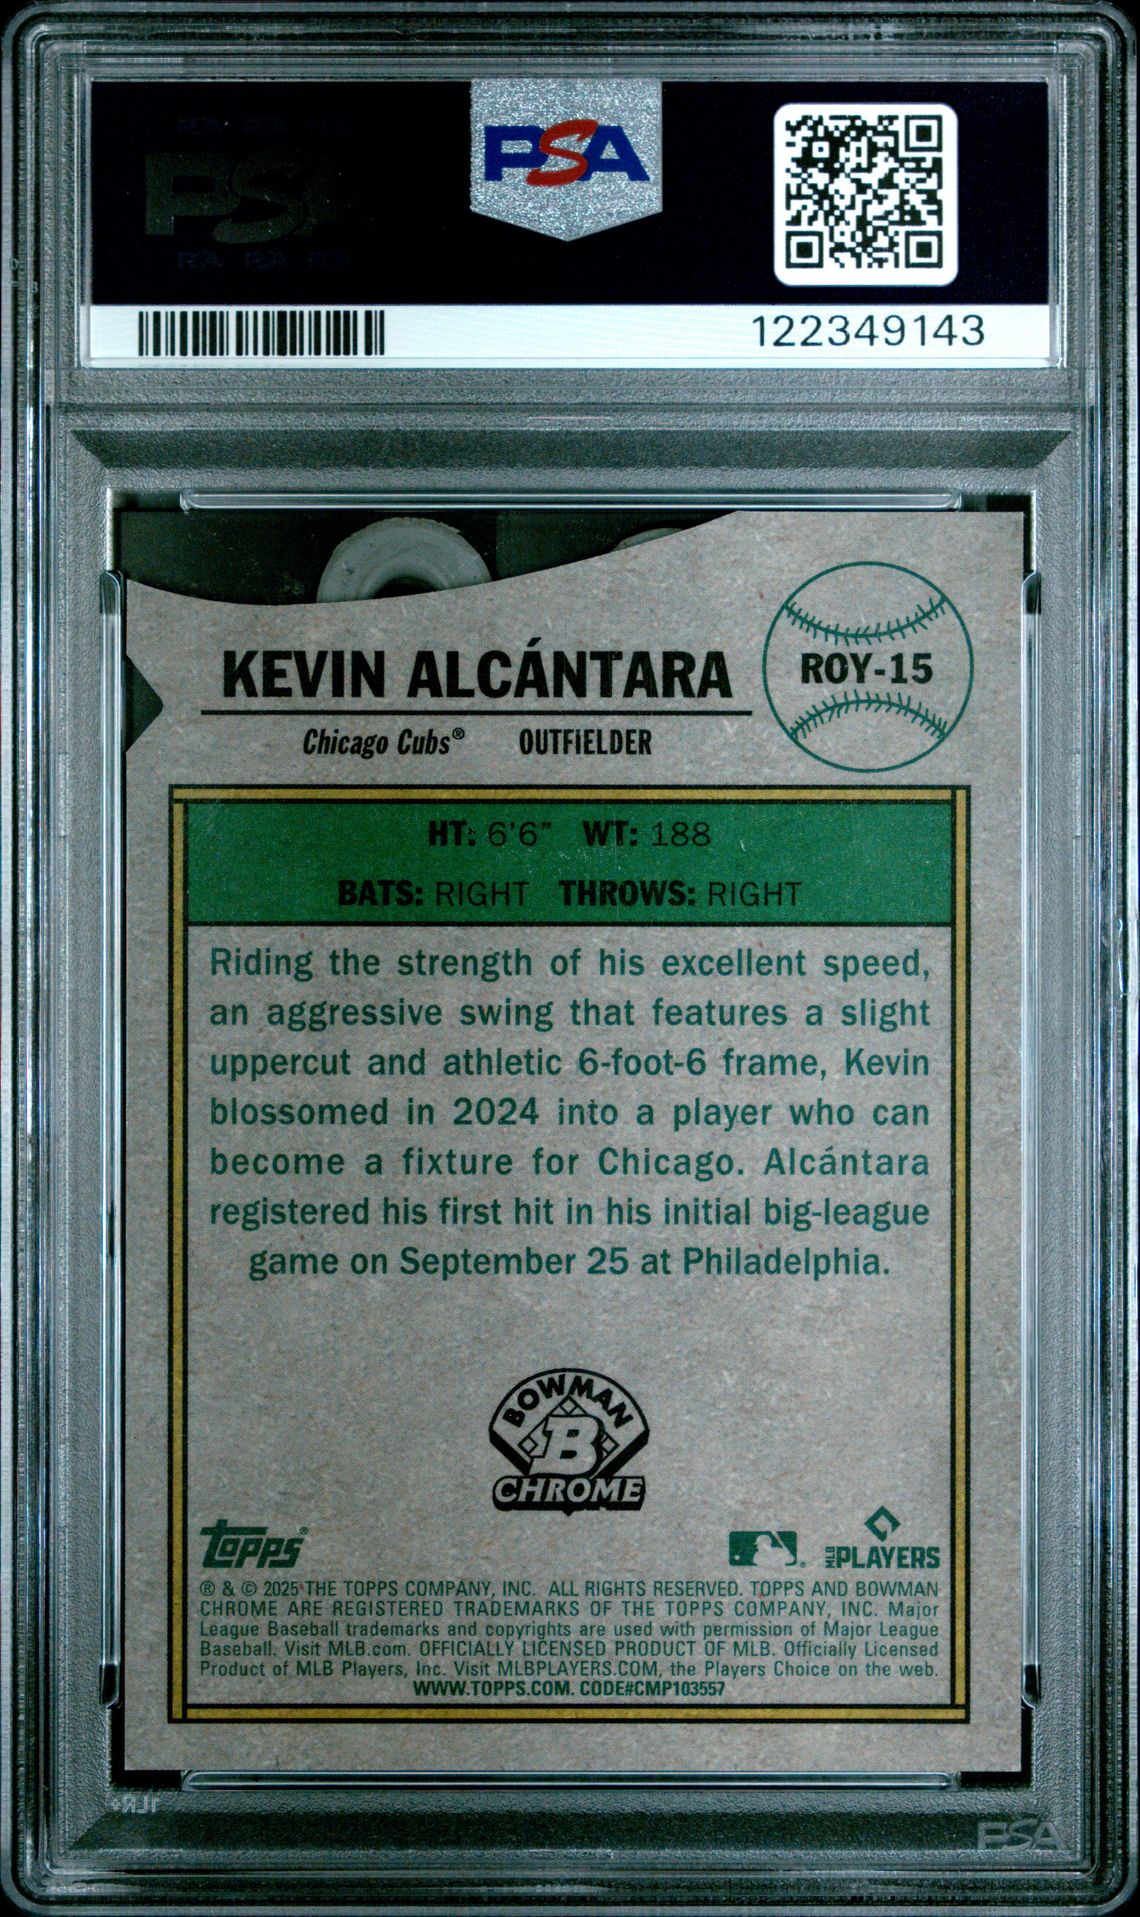 PSA
122349143
KEVIN ALCÁNTARA
ROY-15
Chicago Cubs® OUTFIELDER
HT: 6'6" WT: 188
BATS: RIGHT THROWS: RIGHT
Riding the strength of his excellent speed,
an aggressive swing that features a slight
uppercut and athletic 6-foot-6 frame, Kevin
blossomed in 2024 into a player who can
become a fixture for Chicago. Alcántara
registered his first hit in his initial big-league
game on September 25 at Philadelphia.
BOWMAN
B
CHROME
Topps®
MLB PLAYERS
® & © 2025 THE TOPPS COMPANY, INC. ALL RIGHTS RESERVED. TOPPS AND BOWMAN
CHROME ARE REGISTERED TRADEMARKS OF THE TOPPS COMPANY, INC. Major
League Baseball trademarks and copyrights are used with permission of Major League
Baseball. Visit MLB.com. OFFICIALLY LICENSED PRODUCT OF MLB. Officially Licensed
Product of MLB Players, Inc. Visit MLBPLAYERS.COM, the Players Choice on the web.
WWW.TOPPS.COM. CODE#CMP103557
PSA